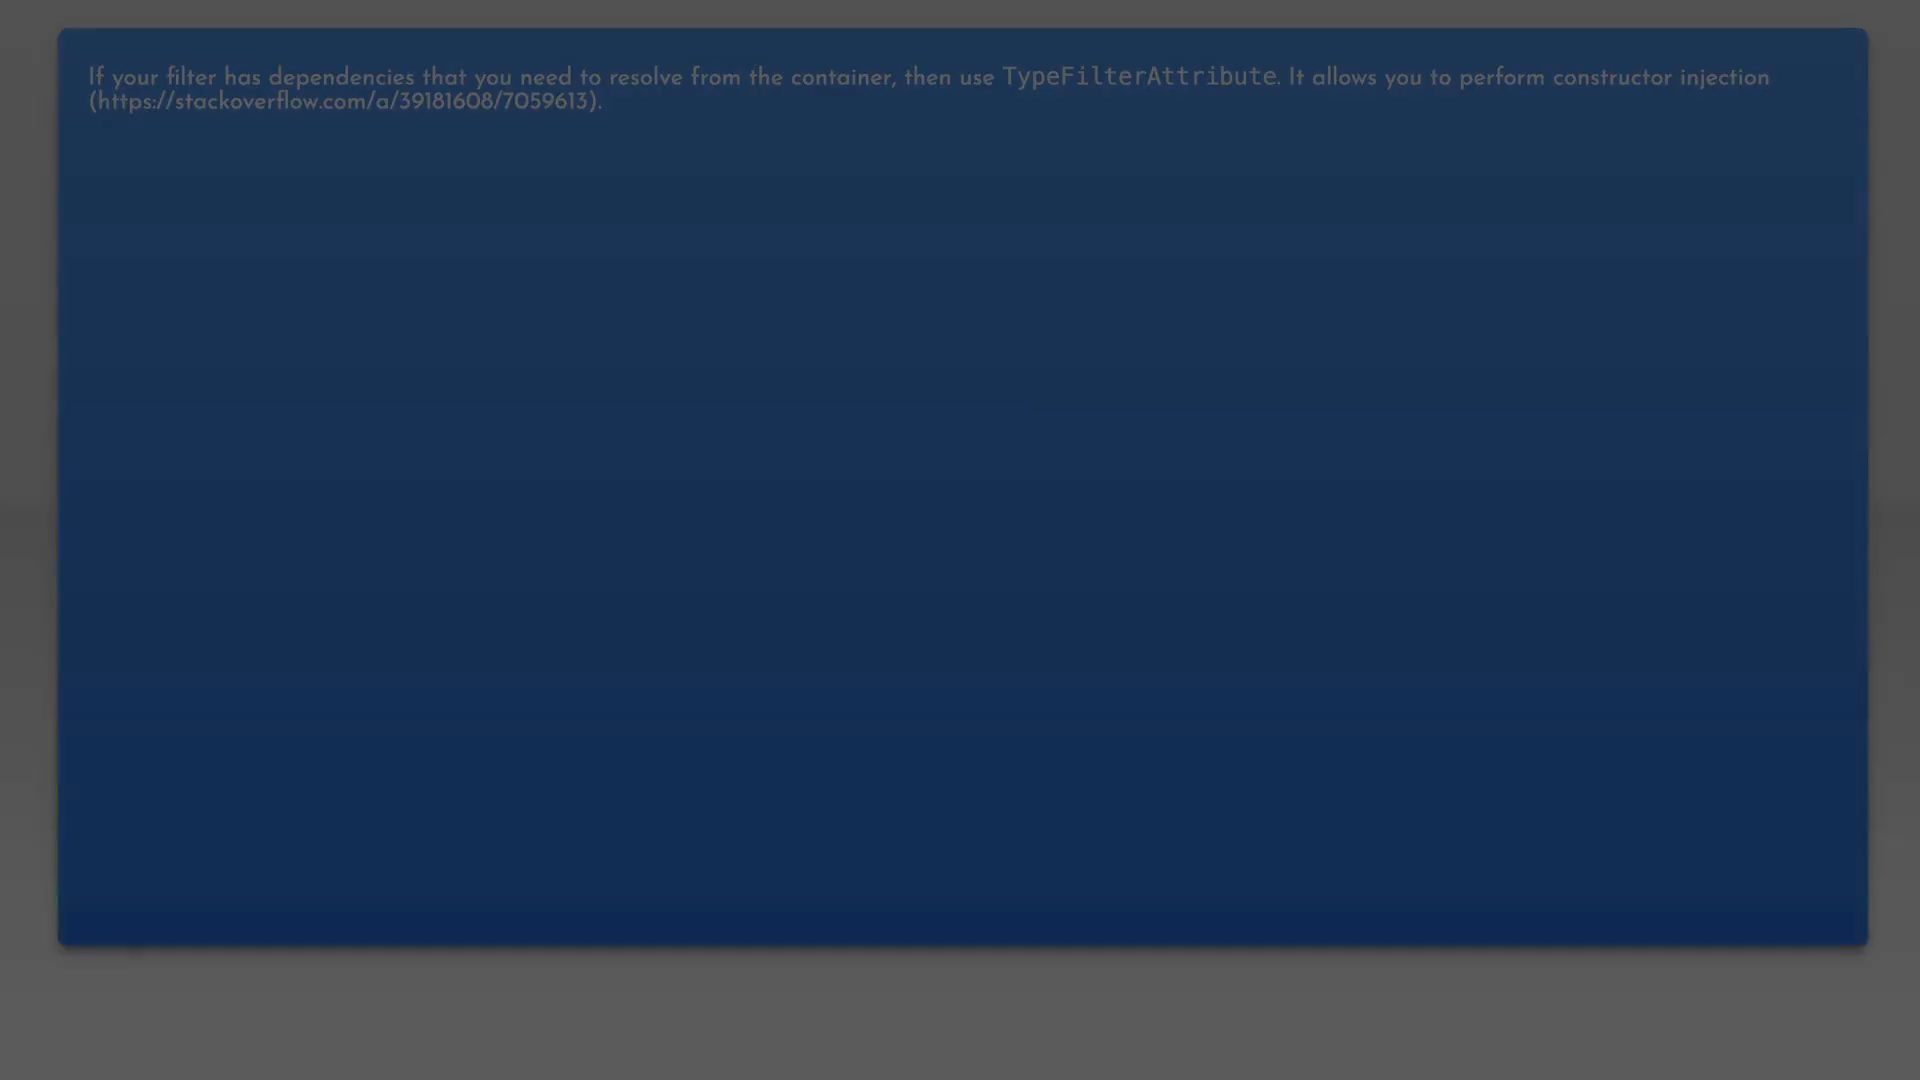 If your filter has dependencies that you need to resolve from the container, then use TypeFilterAttribute. It allows you to perform constructor injection
(https://stackoverflow.com/a/39181608/7059613).